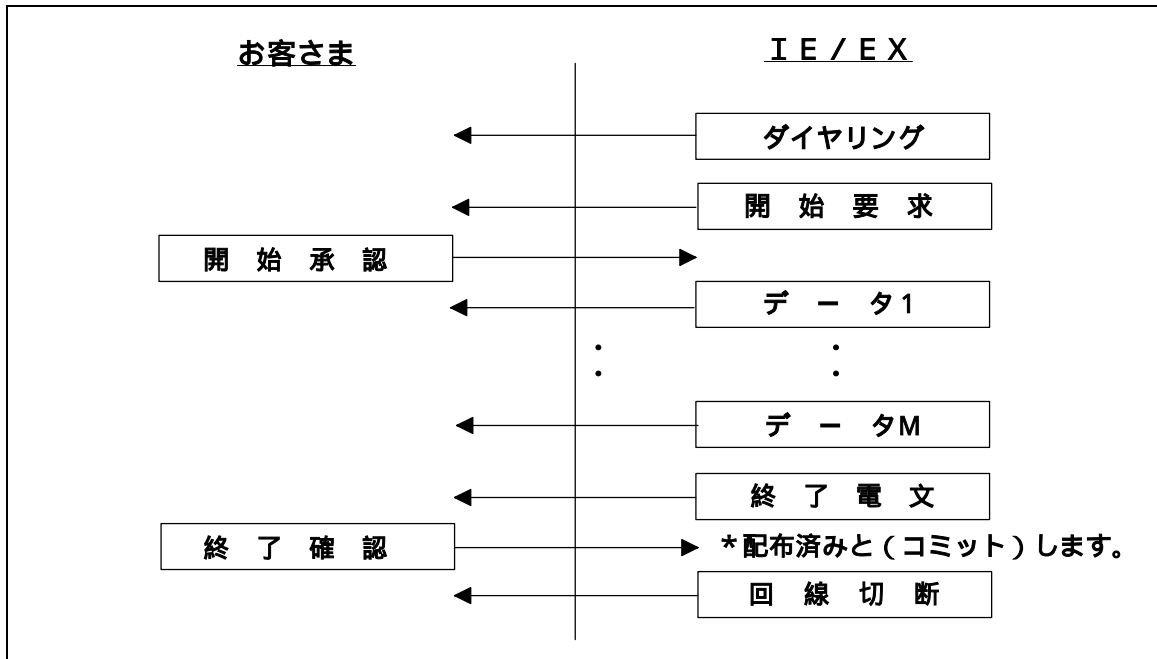 お客さま
ＩＥ/ＥＸ
ダイヤリング
開始要求
開始承認
データ1
：
：
データM
終了電文
終了確認
*配布済みと（コミット）します。
回線切断